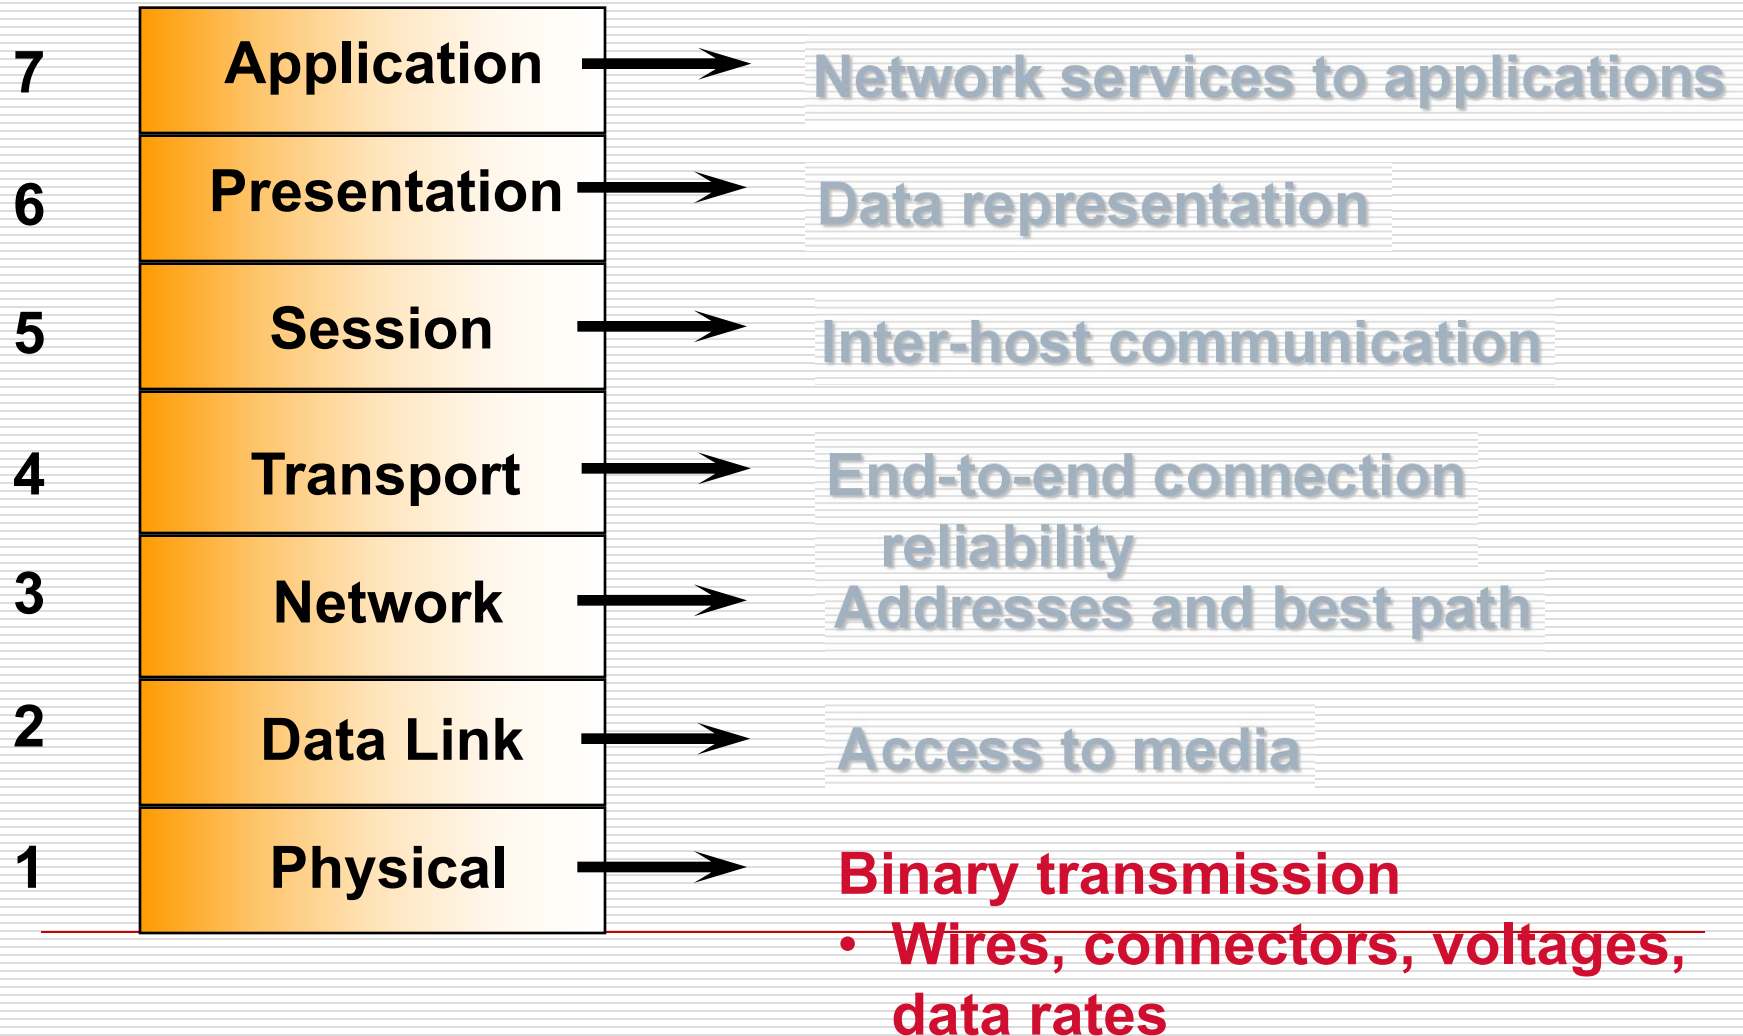 7 Application Network services to applications
6 Presentation Data representation
5 Session Inter-host communication
4 Transport End-to-end connection
reliability
3 Network Addresses and best path
2 Data Link Access to media
1 Physical Binary transmission
• Wires, connectors, voltages,
data rates